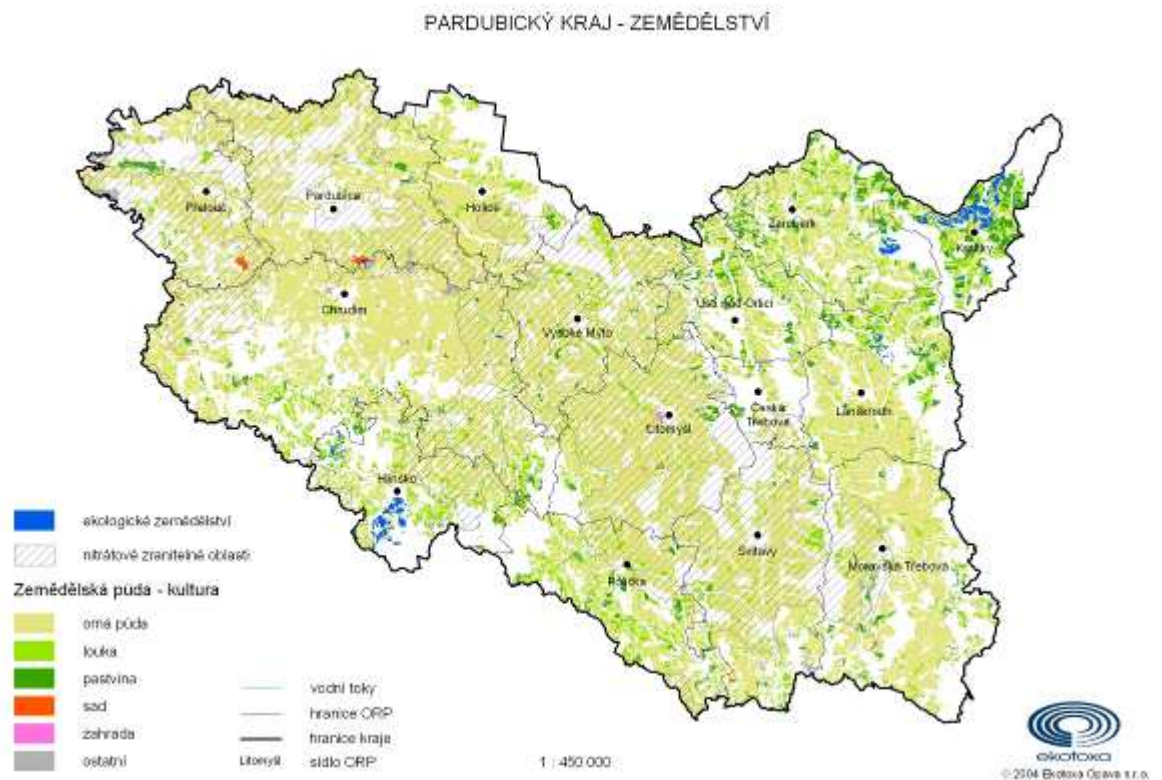 PARDUBICKÝ KRAJ - ZEMĚDĚLSTVÍ
Králíky
Přelouč
Pardubice
Holice
Žamberk
Chrudim
Ústí nad Orlicí
Vysoké Mýto
Česká
Třebová
Lanškroun
Litomyšl
Hlinsko
Svitavy
Moravská Třebová
Polička
ekologické zemědělství
nitrátové zranitelné oblasti
Zemědělská půda - kultura
orná půda
louka
pastvina
sad
zahrada
ostatní
vodní toky
hranice ORP
hranice kraje
Litomyšl sídlo ORP
1 : 450 000
ekotoxa
© 2004 Ekotoxa Opava s.r.o.